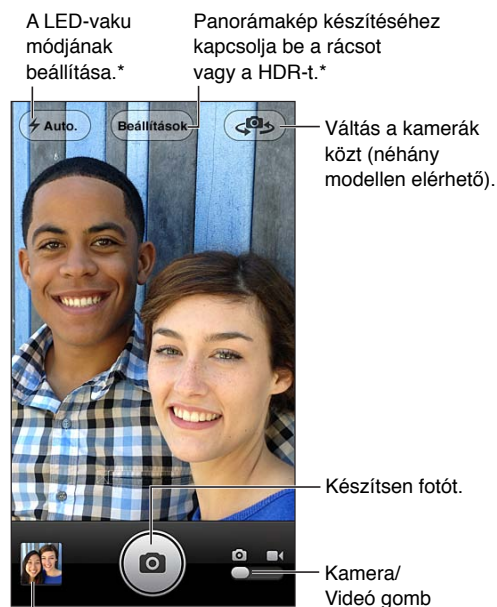 A LED-vaku
módjának
beállítása.*
Panorámakép készítéséhez
kapcsolja be a rácsot
vagy a HDR-t.*
Auto.
Beállítások
Váltás a kamerák
közt (néhány
modellen elérhető).
Készítsen fotót.
Kamera/
Videó gomb